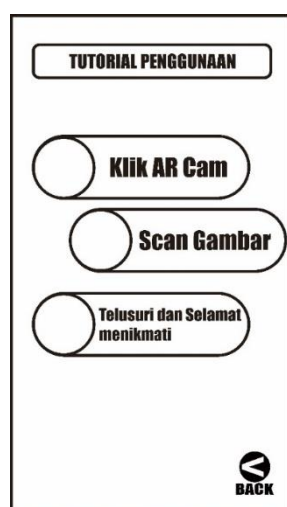 TUTORIAL PENGGUNAAN
Klik AR Cam
Scan Gambar
Telusuri dan Selamat
menikmati
BACK